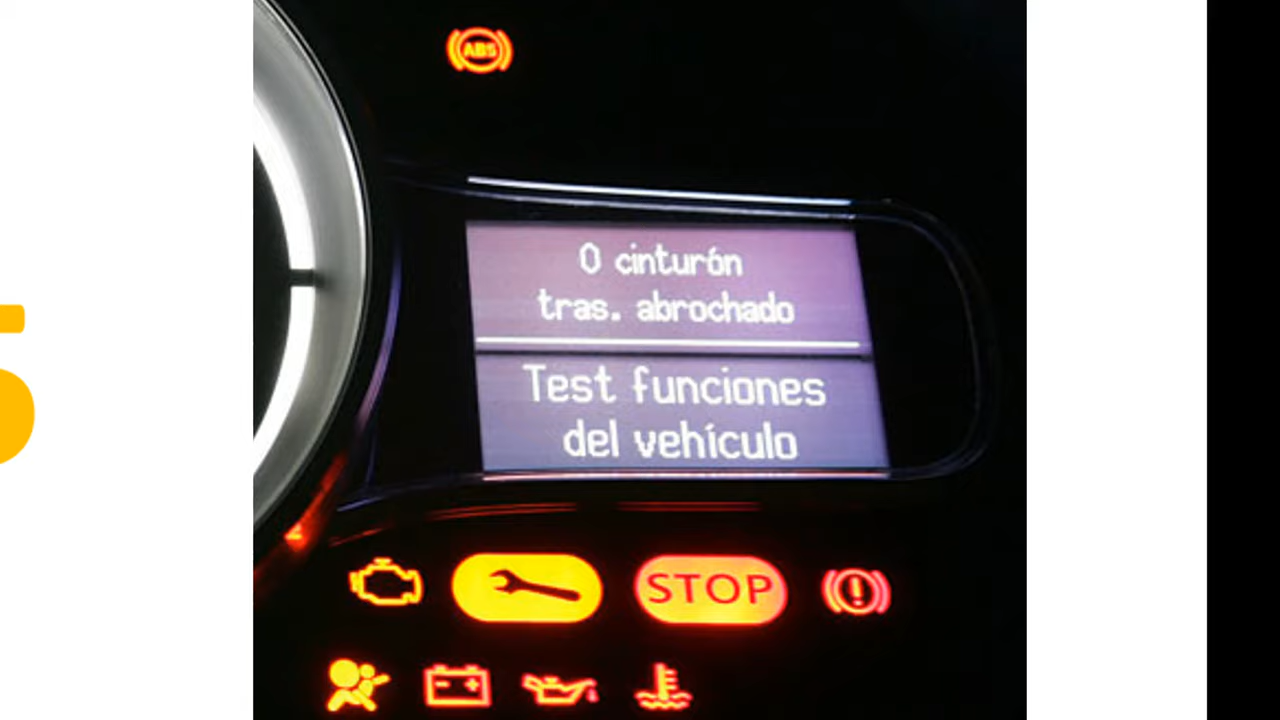 ABS
0 cinturón
tras. abrochado
Test funciones
del vehículo
STOP